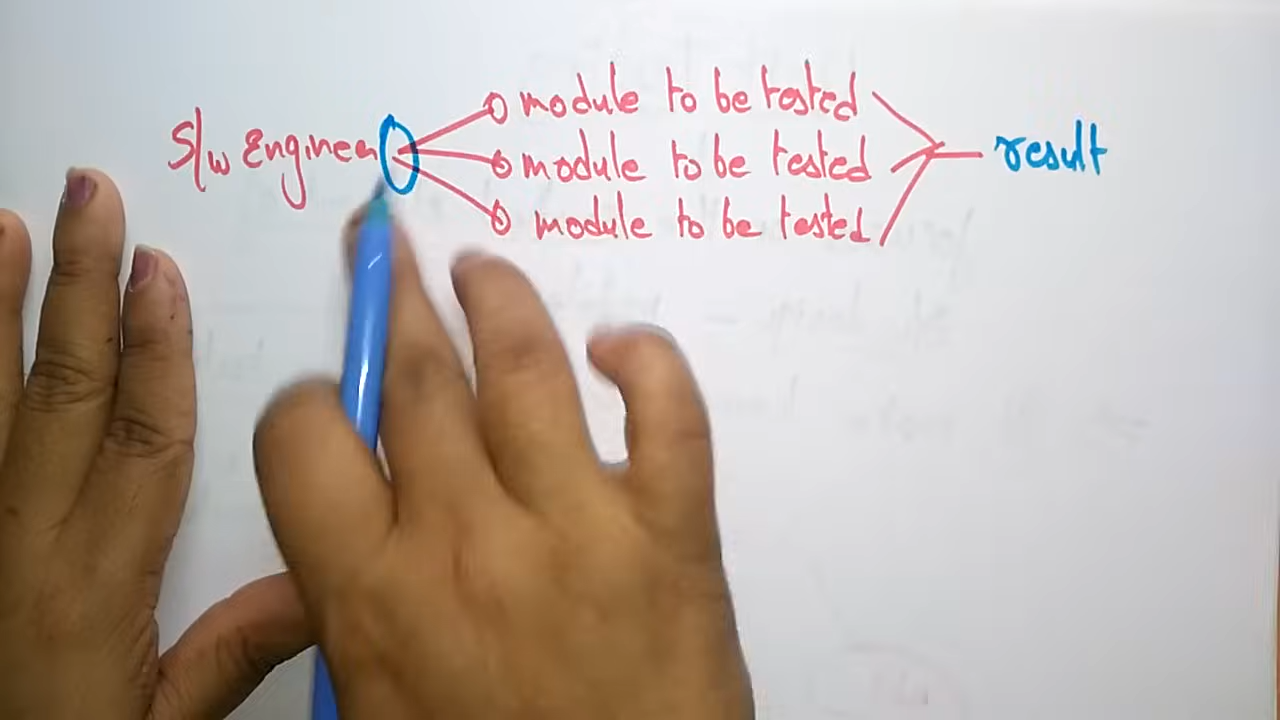 module to be tested
S/w Engineer module to be tested result
module to be tested